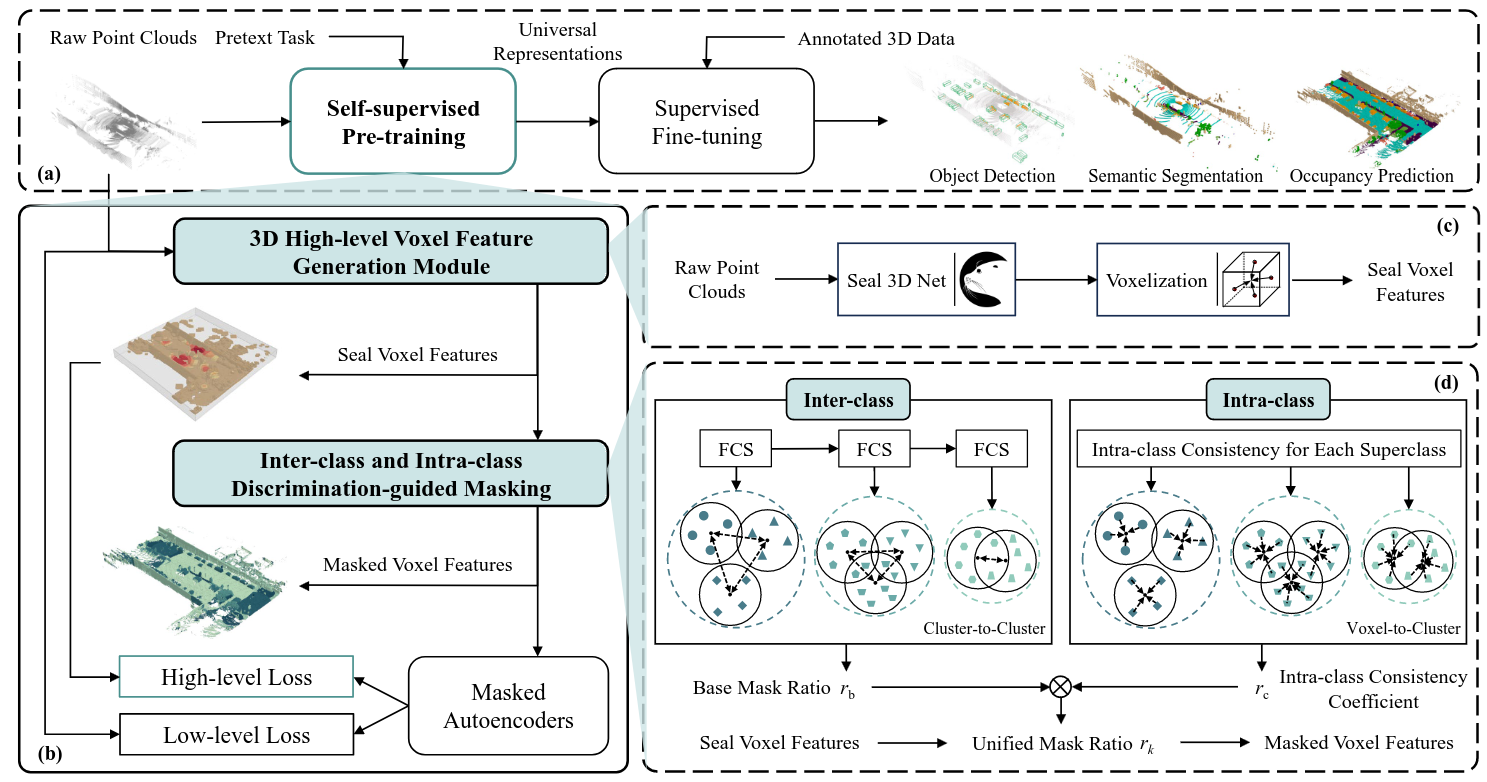 Raw Point Clouds
Pretext Task
Universal
Representations
Annotated 3D Data
Self-supervised
Pre-training
Supervised
Fine-tuning
(a)
Object Detection
Semantic Segmentation
Occupancy Prediction
3D High-level Voxel Feature
Generation Module
Seal Voxel Features
Inter-class and Intra-class
Discrimination-guided Masking
Masked Voxel Features
High-level Loss
Low-level Loss
Masked
Autoencoders
(b)
(c)
Raw Point
Clouds
Seal 3D Net
Voxelization
Seal Voxel
Features
(d)
Inter-class
FCS
FCS
FCS
Cluster-to-Cluster
Intra-class
Intra-class Consistency for Each Superclass
Voxel-to-Cluster
Base Mask Ratio r_b
r_c Intra-class Consistency
Coefficient
Seal Voxel Features
Unified Mask Ratio r_k
Masked Voxel Features